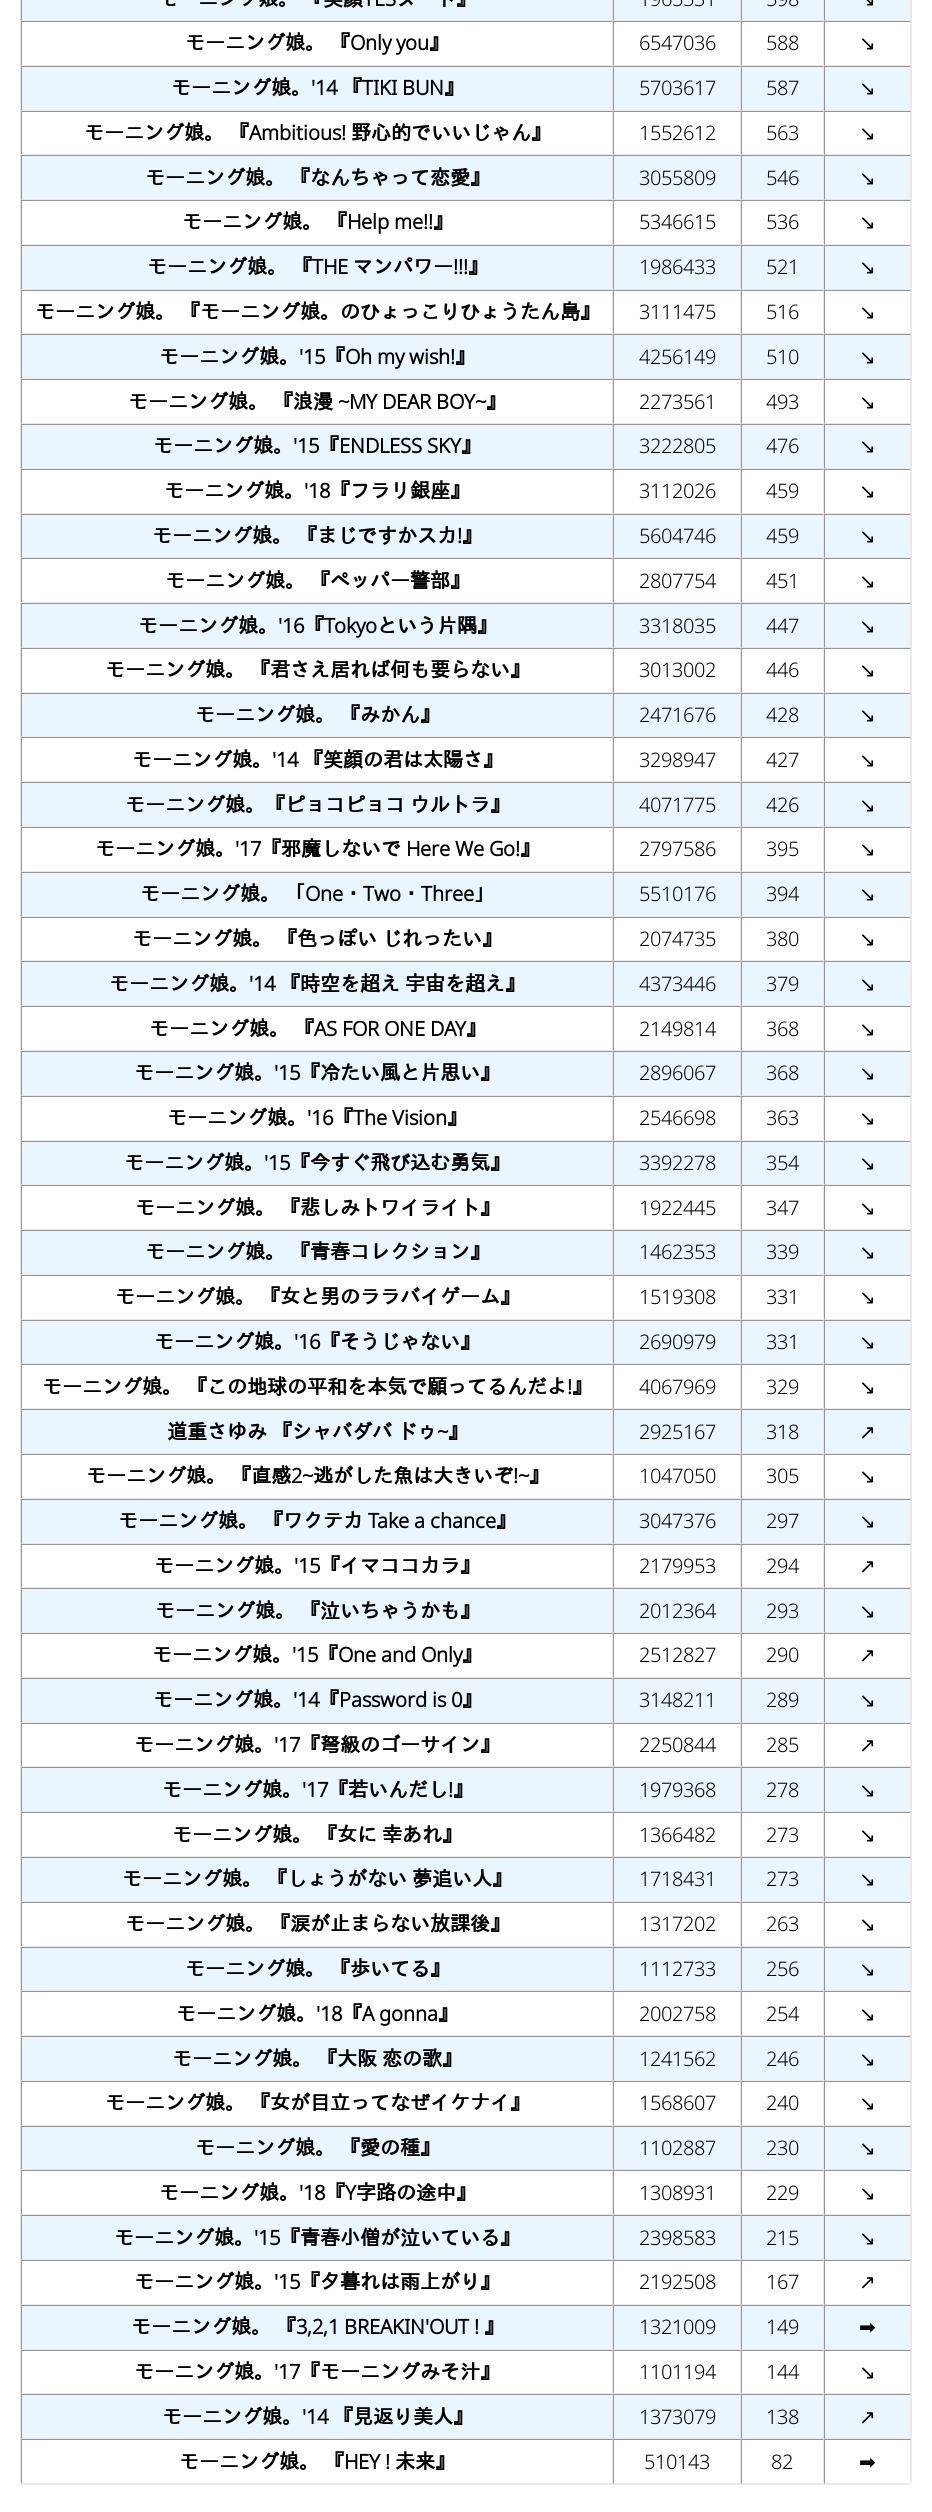 モーニング娘。 『Only you』 6547036 588 ↘
モーニング娘。'14 『TIKI BUN』 5703617 587 ↘
モーニング娘。 『Ambitious! 野心的でいいじゃん』 1552612 563 ↘
モーニング娘。 『なんちゃって恋愛』 3055809 546 ↘
モーニング娘。 『Help me!!』 5346615 536 ↘
モーニング娘。 『THE マンパワー!!!』 1986433 521 ↘
モーニング娘。 『モーニング娘。のひょっこりひょうたん島』 3111475 516 ↘
モーニング娘。'15『Oh my wish!』 4256149 510 ↘
モーニング娘。 『浪漫 ~MY DEAR BOY~』 2273561 493 ↘
モーニング娘。'15『ENDLESS SKY』 3222805 476 ↘
モーニング娘。'18『フラリ銀座』 3112026 459 ↘
モーニング娘。 『まじですかスカ!』 5604746 459 ↘
モーニング娘。 『ペッパー警部』 2807754 451 ↘
モーニング娘。'16『Tokyoという片隅』 3318035 447 ↘
モーニング娘。 『君さえ居れば何も要らない』 3013002 446 ↘
モーニング娘。 『みかん』 2471676 428 ↘
モーニング娘。'14 『笑顔の君は太陽さ』 3298947 427 ↘
モーニング娘。『ピョコピョコ ウルトラ』 4071775 426 ↘
モーニング娘。'17『邪魔しないで Here We Go!』 2797586 395 ↘
モーニング娘。 「One・Two・Three」 5510176 394 ↘
モーニング娘。 『色っぽい じれったい』 2074735 380 ↘
モーニング娘。'14 『時空を超え 宇宙を超え』 4373446 379 ↘
モーニング娘。 『AS FOR ONE DAY』 2149814 368 ↘
モーニング娘。'15『冷たい風と片思い』 2896067 368 ↘
モーニング娘。'16『The Vision』 2546698 363 ↘
モーニング娘。'15『今すぐ飛び込む勇気』 3392278 354 ↘
モーニング娘。 『悲しみトワイライト』 1922445 347 ↘
モーニング娘。 『青春コレクション』 1462353 339 ↘
モーニング娘。 『女と男のララバイゲーム』 1519308 331 ↘
モーニング娘。'16『そうじゃない』 2690979 331 ↘
モーニング娘。 『この地球の平和を本気で願ってるんだよ!』 4067969 329 ↘
道重さゆみ 『シャバダバ ドゥ~』 2925167 318 ↗
モーニング娘。 『直感2~逃がした魚は大きいぞ!~』 1047050 305 ↘
モーニング娘。 『ワクテカ Take a chance』 3047376 297 ↘
モーニング娘。'15『イマココカラ』 2179953 294 ↗
モーニング娘。 『泣いちゃうかも』 2012364 293 ↘
モーニング娘。'15『One and Only』 2512827 290 ↗
モーニング娘。'14『Password is 0』 3148211 289 ↘
モーニング娘。'17『弩級のゴーサイン』 2250844 285 ↗
モーニング娘。'17『若いんだし!』 1979368 278 ↘
モーニング娘。 『女に 幸あれ』 1366482 273 ↘
モーニング娘。 『しょうがない 夢追い人』 1718431 273 ↘
モーニング娘。 『涙が止まらない放課後』 1317202 263 ↘
モーニング娘。 『歩いてる』 1112733 256 ↘
モーニング娘。'18『A gonna』 2002758 254 ↘
モーニング娘。 『大阪 恋の歌』 1241562 246 ↘
モーニング娘。 『女が目立ってなぜイケナイ』 1568607 240 ↘
モーニング娘。 『愛の種』 1102887 230 ↘
モーニング娘。'18『Y字路の途中』 1308931 229 ↘
モーニング娘。'15『青春小僧が泣いている』 2398583 215 ↘
モーニング娘。'15『夕暮れは雨上がり』 2192508 167 ↗
モーニング娘。 『3,2,1 BREAKIN'OUT ! 』 1321009 149 ➡
モーニング娘。'17『モーニングみそ汁』 1101194 144 ↘
モーニング娘。'14 『見返り美人』 1373079 138 ↗
モーニング娘。 『HEY ! 未来』 510143 82 ➡